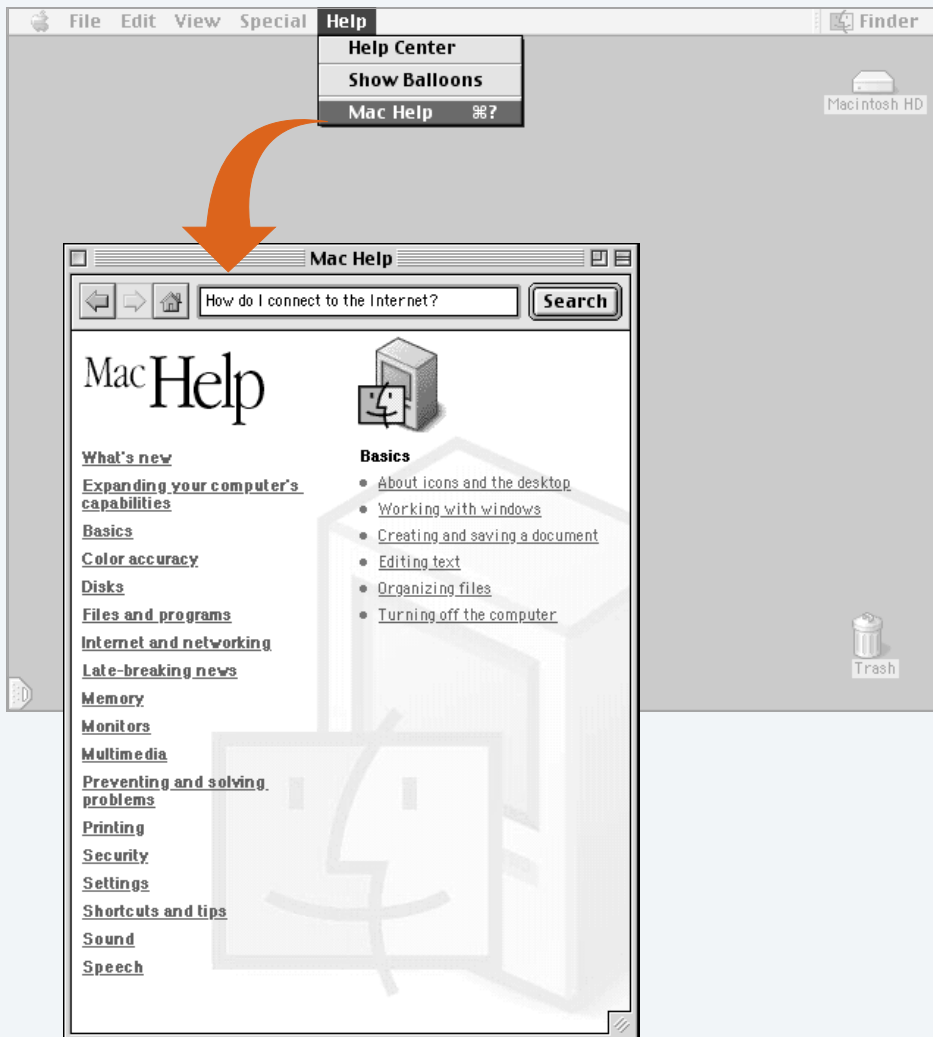 File Edit View Special Help Finder
Help Center
Show Balloons
Mac Help ⌘?
Macintosh HD
Mac Help
How do I connect to the Internet? Search
Mac Help
What's new
Expanding your computer's
capabilities
Basics
Color accuracy
Disks
Files and programs
Internet and networking
Late-breaking news
Memory
Monitors
Multimedia
Preventing and solving
problems
Printing
Security
Settings
Shortcuts and tips
Sound
Speech
Basics
• About icons and the desktop
• Working with windows
• Creating and saving a document
• Editing text
• Organizing files
• Turning off the computer
Trash